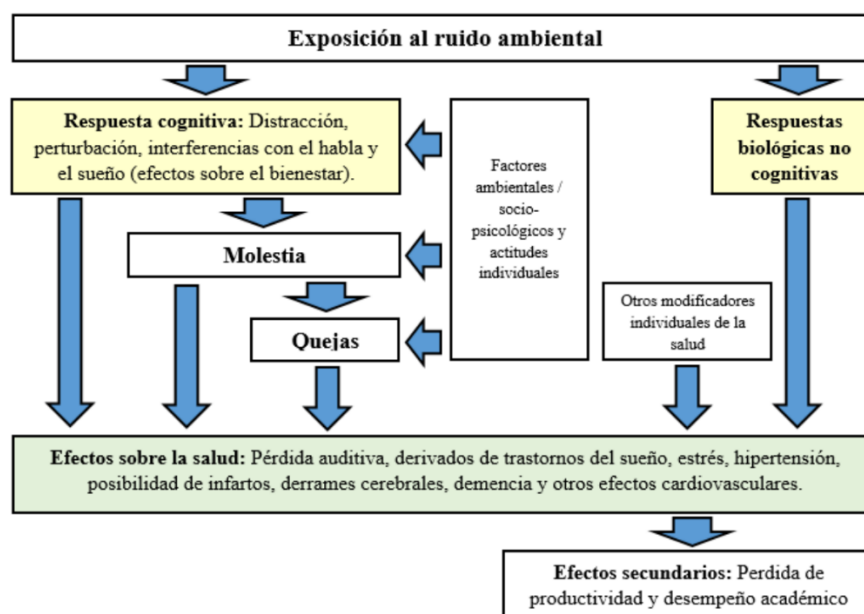 Exposición al ruido ambiental
Respuesta cognitiva: Distracción,
perturbación, interferencias con el habla y
el sueño (efectos sobre el bienestar).
Factores
ambientales /
socio-
psicológicos y
actitudes
individuales
Respuestas
biológicas no
cognitivas
Molestia
Quejas
Otros modificadores
individuales de la
salud
Efectos sobre la salud: Pérdida auditiva, derivados de trastornos del sueño, estrés, hipertensión,
posibilidad de infartos, derrames cerebrales, demencia y otros efectos cardiovasculares.
Efectos secundarios: Perdida de
productividad y desempeño académico